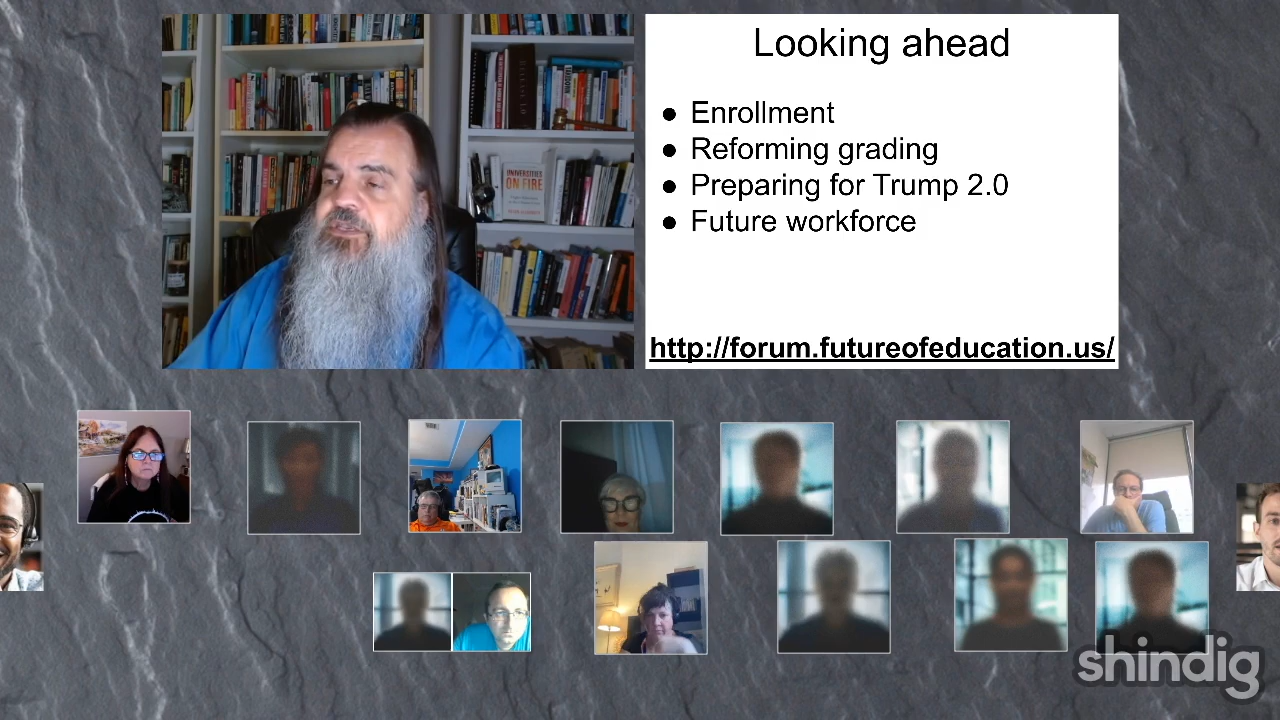 Looking ahead
● Enrollment
● Reforming grading
● Preparing for Trump 2.0
● Future workforce
http://forum.futureofeducation.us/
UNIVERSITIES
ON FIRE
shindig